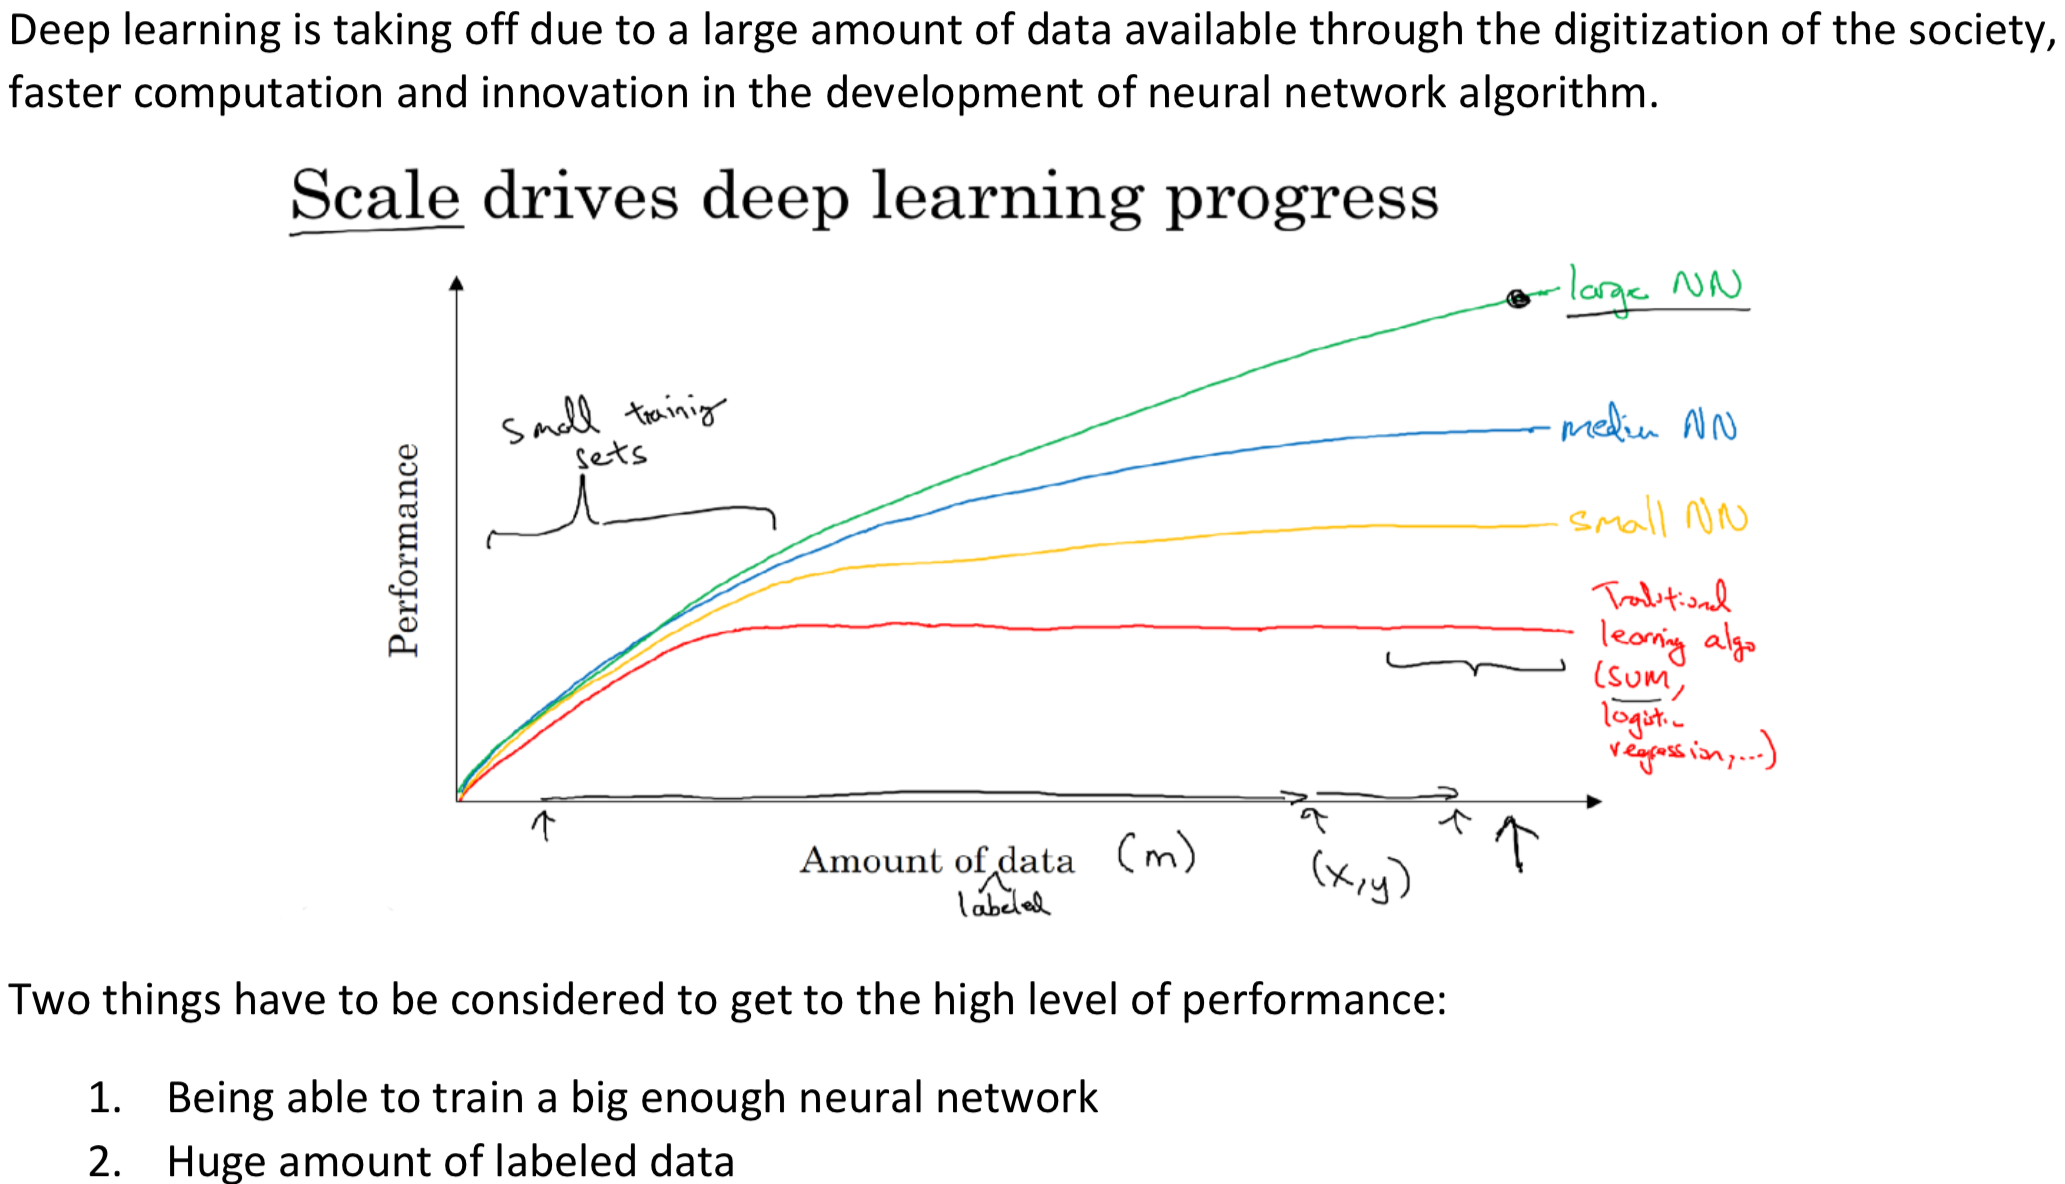 Deep learning is taking off due to a large amount of data available through the digitization of the society,
faster computation and innovation in the development of neural network algorithm.
Scale drives deep learning progress
large NN
small training
sets
medium NN
Performance
small NN
Traditional
learning algo
(SVM,
logistic
regression,...)
Amount of data (m)
labeled
(x,y)
Two things have to be considered to get to the high level of performance:
1. Being able to train a big enough neural network
2. Huge amount of labeled data